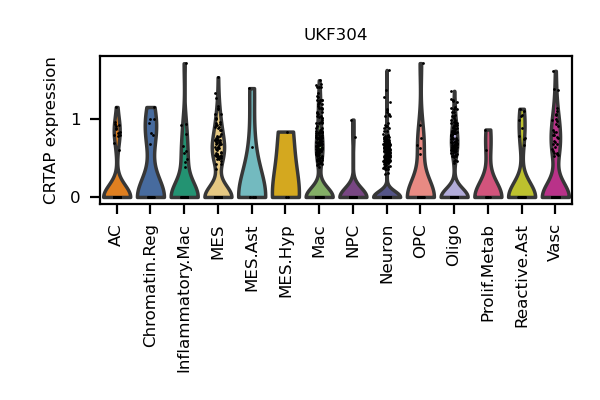 UKF304
CRTAP expression
1
0
AC
Chromatin.Reg
Inflammatory.Mac
MES
MES.Ast
MES.Hyp
Mac
NPC
Neuron
OPC
Oligo
Prolif.Metab
Reactive.Ast
Vasc